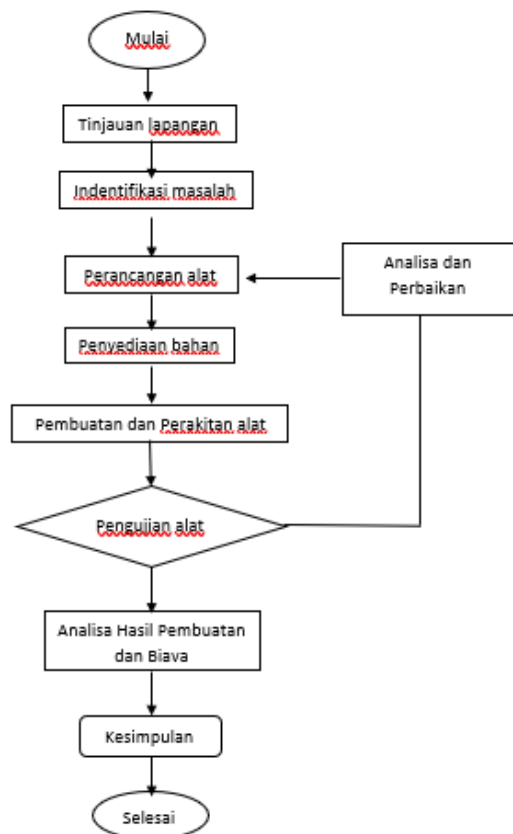 Mulai
Tinjauan lapangan
Indentifikasi masalah
Perancangan alat
Analisa dan
Perbaikan
Penyediaan bahan
Pembuatan dan Perakitan alat
Pengujian alat
Analisa Hasil Pembuatan
dan Biaya
Kesimpulan
Selesai